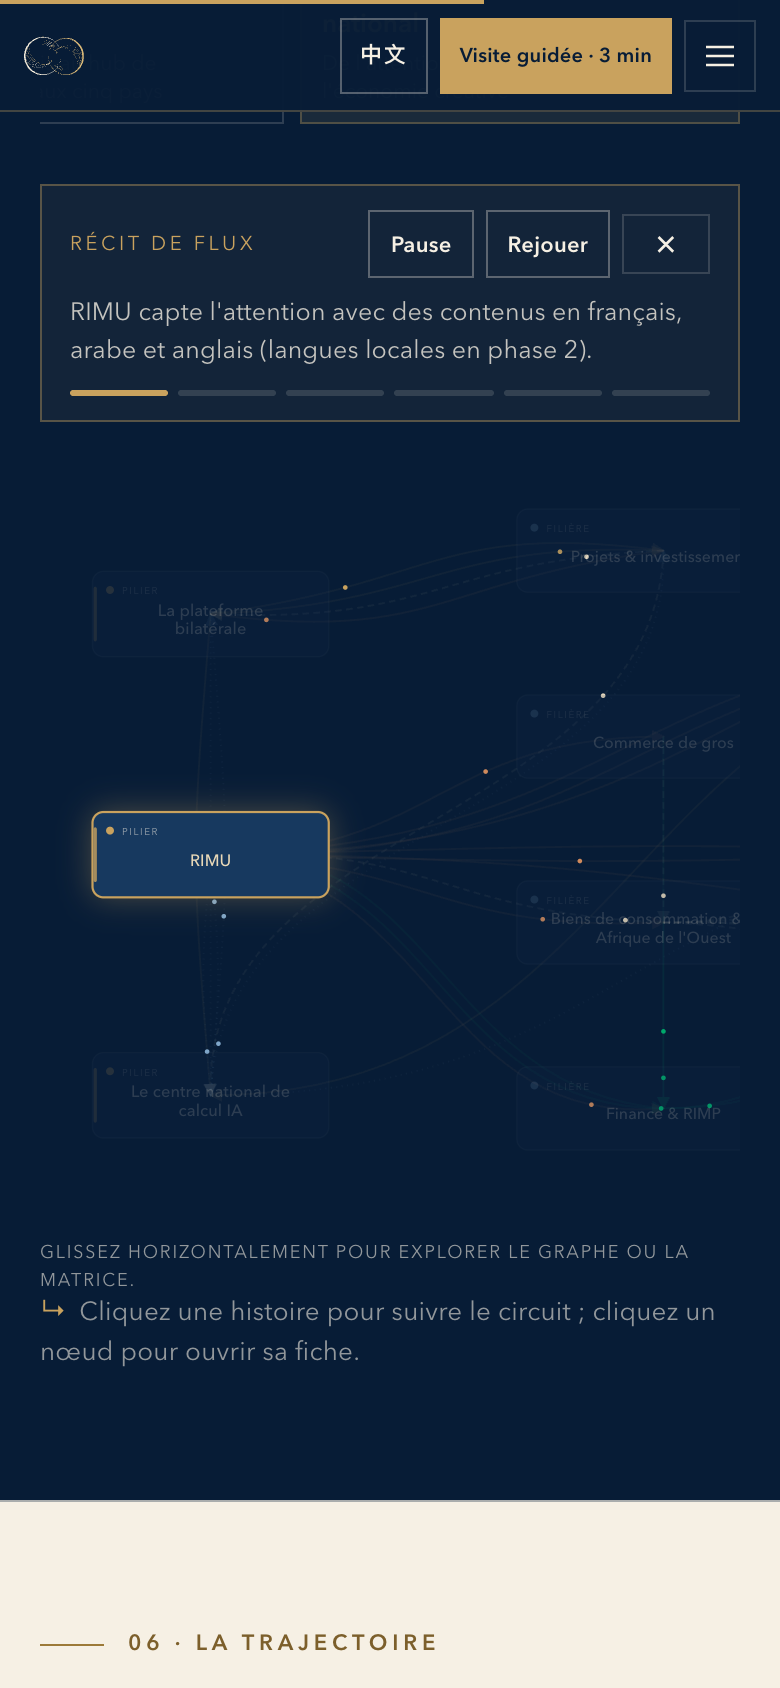 中文
Visite guidée · 3 min
RÉCIT DE FLUX
Pause
Rejouer
RIMU capte l'attention avec des contenus en français,
arabe et anglais (langues locales en phase 2).
FILIÈRE
Projets & investissemen
PILIER
La plateforme
bilatérale
FILIÈRE
Commerce de gros
PILIER
RIMU
FILIÈRE
Biens de consommation &
Afrique de l'Ouest
PILIER
Le centre national de
calcul IA
FILIÈRE
Finance & RIMP
GLISSEZ HORIZONTALEMENT POUR EXPLORER LE GRAPHE OU LA
MATRICE.
↳ Cliquez une histoire pour suivre le circuit ; cliquez un
nœud pour ouvrir sa fiche.
06 · LA TRAJECTOIRE